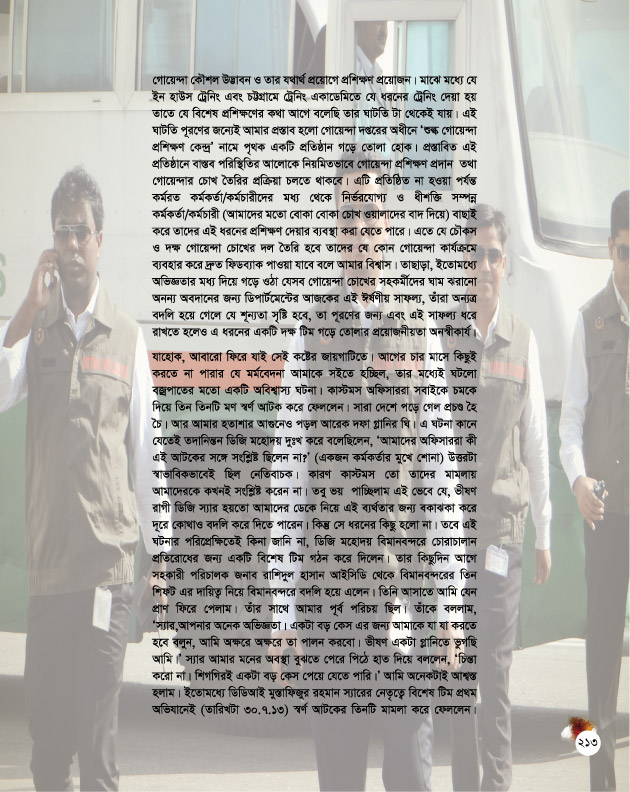 গোয়েন্দা কৌশল উদ্ভাবন ও তার যথার্থ প্রয়োগে প্রশিক্ষণ প্রয়োজন। মাঝে মধ্যে যে
ইন হাউস ট্রেনিং এবং চট্টগ্রামে ট্রেনিং একাডেমিতে যে ধরনের ট্রেনিং দেয়া হয়
তাতে যে বিশেষ প্রশিক্ষণের কথা আগে বলেছি তার ঘাটতি টা থেকেই যায়। এই
ঘাটতি পূরণের জন্যেই আমার প্রস্তাব হলো গোয়েন্দা দপ্তরের অধীনে ‘শুল্ক গোয়েন্দা
প্রশিক্ষণ কেন্দ্র’ নামে পৃথক একটি প্রতিষ্ঠান গড়ে তোলা হোক। প্রস্তাবিত এই
প্রতিষ্ঠানে বাস্তব পরিস্থিতির আলোকে নিয়মিতভাবে গোয়েন্দা প্রশিক্ষণ প্রদান তথা
গোয়েন্দার চোখ তৈরির প্রক্রিয়া চলতে থাকবে। এটি প্রতিষ্ঠিত না হওয়া পর্যন্ত
কর্মরত কর্মকর্তা/কর্মচারীদের মধ্য থেকে নির্ভরযোগ্য ও ধীশক্তি সম্পন্ন
কর্মকর্তা/কর্মচারী (আমাদের মতো বোকা বোকা চোখ ওয়ালাদের বাদ দিয়ে) বাছাই
করে তাদের এই ধরনের প্রশিক্ষণ দেয়ার ব্যবস্থা করা যেতে পারে। এতে যে চৌকস
ও দক্ষ গোয়েন্দা চোখের দল তৈরি হবে তাদের যে কোন গোয়েন্দা কার্যক্রমে
ব্যবহার করে দ্রুত ফিডব্যাক পাওয়া যাবে বলে আমার বিশ্বাস। তাছাড়া, ইতোমধ্যে
অভিজ্ঞতার মধ্য দিয়ে গড়ে ওঠা যেসব গোয়েন্দা চোখের সহকর্মীদের ঘাম ঝরানো
অনন্য অবদানের জন্য ডিপার্টমেন্টের আজকের এই ঈর্ষণীয় সাফল্য, তাঁরা অন্যত্র
বদলি হয়ে গেলে যে শূন্যতা সৃষ্টি হবে, তা পূরণের জন্য এবং এই সাফল্য ধরে
রাখতে হলেও এ ধরনের একটি দক্ষ টিম গড়ে তোলার প্রয়োজনীয়তা অনস্বীকার্য।
যাহোক, আবারো ফিরে যাই সেই কষ্টের জায়গাটিতে। আগের চার মাসে কিছুই
করতে না পারার যে মর্মবেদনা আমাকে সইতে হচ্ছিল, তার মধ্যেই ঘটলো
বজ্রপাতের মতো একটি অবিশ্বাস্য ঘটনা। কাস্টমস অফিসাররা সবাইকে চমকে
দিয়ে তিন তিনটি মণ স্বর্ণ আটক করে ফেললেন। সারা দেশে পড়ে গেল প্রচণ্ড হৈ
চৈ। আর আমার হতাশার আগুনেও পড়ল আরেক দফা গ্লানির ঘি। এ ঘটনা কানে
যেতেই তদানিন্তন ডিজি মহোদয় দুঃখ করে বলেছিলেন, ‘আমাদের অফিসাররা কী
এই আটকের সঙ্গে সংশ্লিষ্ট ছিলেন না?’ (একজন কর্মকর্তার মুখে শোনা) উত্তরটা
স্বাভাবিকভাবেই ছিল নেতিবাচক। কারণ কাস্টমস তো তাদের মামলায়
আমাদেরকে কখনই সংশ্লিষ্ট করেন না। তবু ভয় পাচ্ছিলাম এই ভেবে যে, ভীষণ
রাগী ডিজি স্যার হয়তো আমাদের ডেকে নিয়ে এই ব্যর্থতার জন্য বকাঝকা করে
দূরে কোথাও বদলি করে দিতে পারেন। কিন্তু সে ধরনের কিছু হলো না। তবে এই
ঘটনার পরিপ্রেক্ষিতেই কিনা জানি না, ডিজি মহোদয় বিমানবন্দরে চোরাচালান
প্রতিরোধের জন্য একটি বিশেষ টিম গঠন করে দিলেন। তার কিছুদিন আগে
সহকারী পরিচালক জনাব রাশিদুল হাসান আইসিডি থেকে বিমানবন্দরের তিন
শিফট এর দায়িত্ব নিয়ে বিমানবন্দরে বদলি হয়ে এলেন। তিনি আসাতে আমি যেন
প্রাণ ফিরে পেলাম। তাঁর সাথে আমার পূর্ব পরিচয় ছিল। তাঁকে বললাম,
‘স্যার,আপনার অনেক অভিজ্ঞতা। একটা বড় কেস এর জন্য আমাকে যা যা করতে
হবে বলুন, আমি অক্ষরে অক্ষরে তা পালন করবো। ভীষণ একটা গ্লানিতে ভুগছি
আমি।’ স্যার আমার মনের অবস্থা বুঝতে পেরে পিঠে হাত দিয়ে বললেন, ‘চিন্তা
করো না। শিগগিরই একটা বড় কেস পেয়ে যেতে পারি।’ আমি অনেকটাই আশ্বস্ত
হলাম। ইতোমধ্যে ডিডিআই মুস্তাফিজুর রহমান স্যারের নেতৃত্বে বিশেষ টিম প্রথম
অভিযানেই (তারিখটা ৩০.৭.১৩) স্বর্ণ আটকের তিনটি মামলা করে ফেললেন।
২১৩